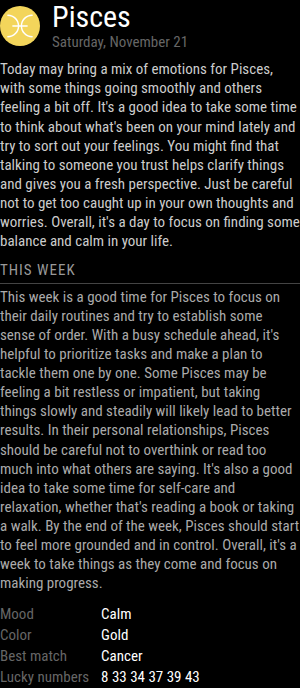 Pisces
Saturday, November 21
Today may bring a mix of emotions for Pisces,
with some things going smoothly and others
feeling a bit off. It's a good idea to take some time
to think about what's been on your mind lately and
try to sort out your feelings. You might find that
talking to someone you trust helps clarify things
and gives you a fresh perspective. Just be careful
not to get too caught up in your own thoughts and
worries. Overall, it's a day to focus on finding some
balance and calm in your life.
THIS WEEK
This week is a good time for Pisces to focus on
their daily routines and try to establish some
sense of order. With a busy schedule ahead, it's
helpful to prioritize tasks and make a plan to
tackle them one by one. Some Pisces may be
feeling a bit restless or impatient, but taking
things slowly and steadily will likely lead to better
results. In their personal relationships, Pisces
should be careful not to overthink or read too
much into what others are saying. It's also a good
idea to take some time for self-care and
relaxation, whether that's reading a book or taking
a walk. By the end of the week, Pisces should start
to feel more grounded and in control. Overall, it's a
week to take things as they come and focus on
making progress.
Mood Calm
Color Gold
Best match Cancer
Lucky numbers 8 33 34 37 39 43